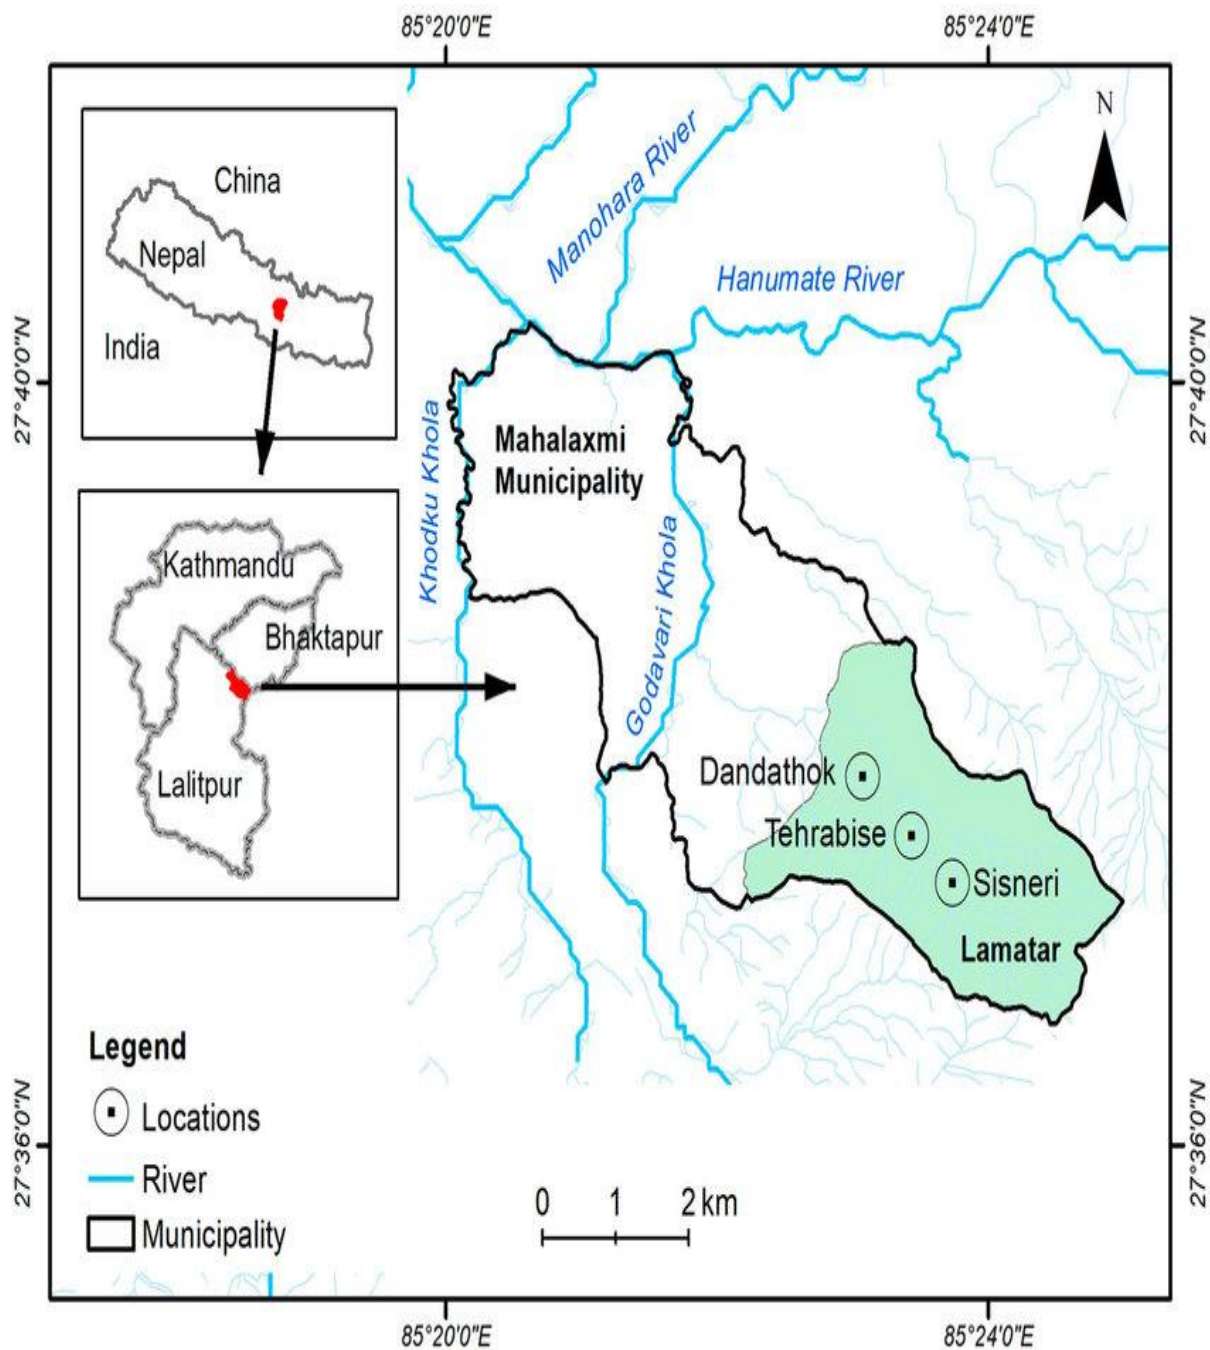 85°20'0"E
85°24'0"E
N
China
Nepal
India
Manohara River
Hanumate River
27°40'0"N
27°40'0"N
Khodku Khola
Mahalaxmi
Municipality
Godavari Khola
Kathmandu
Bhaktapur
Lalitpur
Dandathok
Tehrabise
Sisneri
Lamatar
Legend
Locations
River
Municipality
0 1 2 km
27°36'0"N
27°36'0"N
85°20'0"E
85°24'0"E